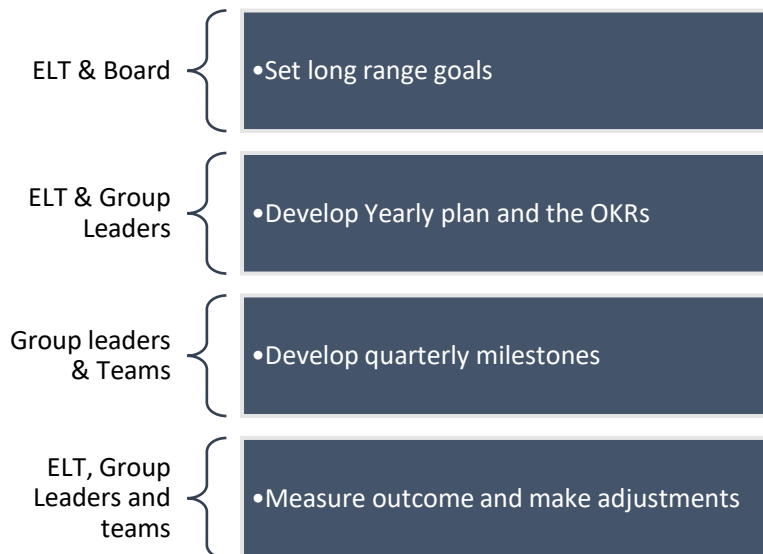 ELT & Board
•Set long range goals
ELT & Group
Leaders
•Develop Yearly plan and the OKRs
Group leaders
& Teams
•Develop quarterly milestones
ELT, Group
Leaders and
teams
•Measure outcome and make adjustments